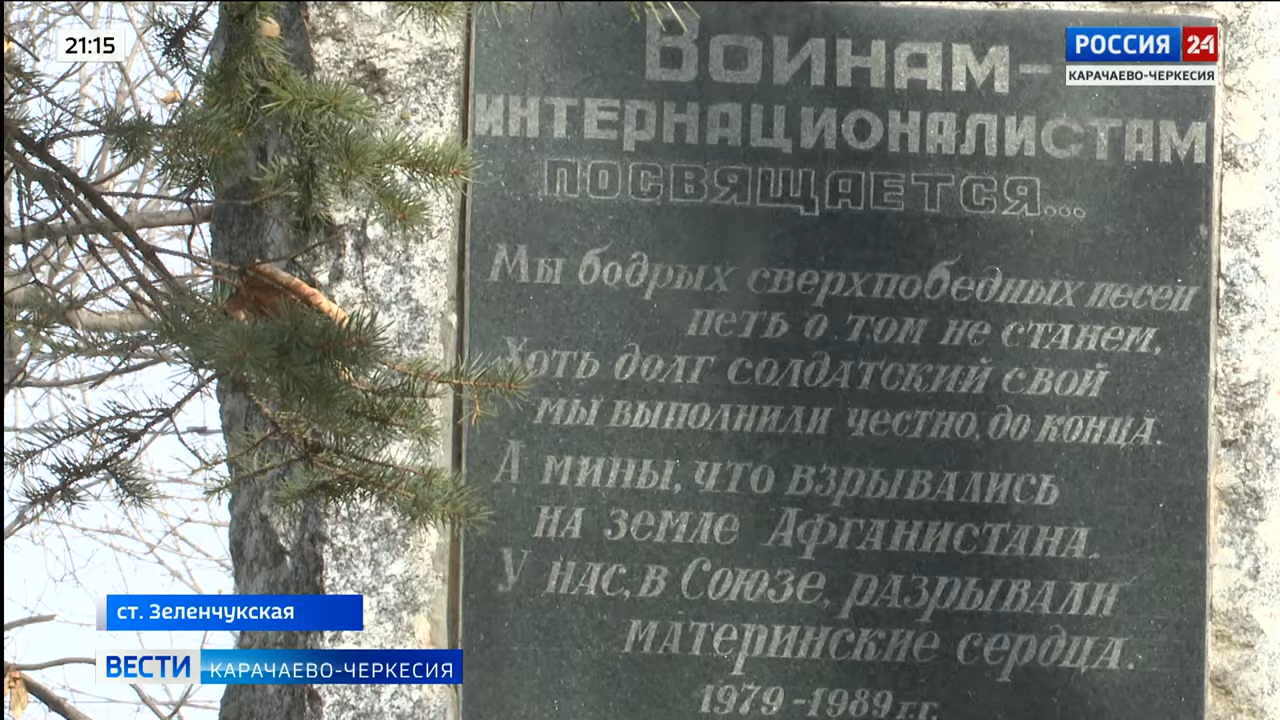 21:15
РОССИЯ 24
КАРАЧАЕВО-ЧЕРКЕСИЯ
ВОИНАМ-
ИНТЕРНАЦИОНАЛИСТАМ
ПОСВЯЩАЕТСЯ...
Мы бодрых сверхпобедных песен
петь о том не станем,
Хоть долг солдатский свой
мы выполнили честно, до конца.
А мины, что взрывались
на земле Афганистана,
У нас, в Союзе, разрывали
материнские сердца.
1979-1989 г.г.
ст. Зеленчукская
ВЕСТИ КАРАЧАЕВО-ЧЕРКЕСИЯ